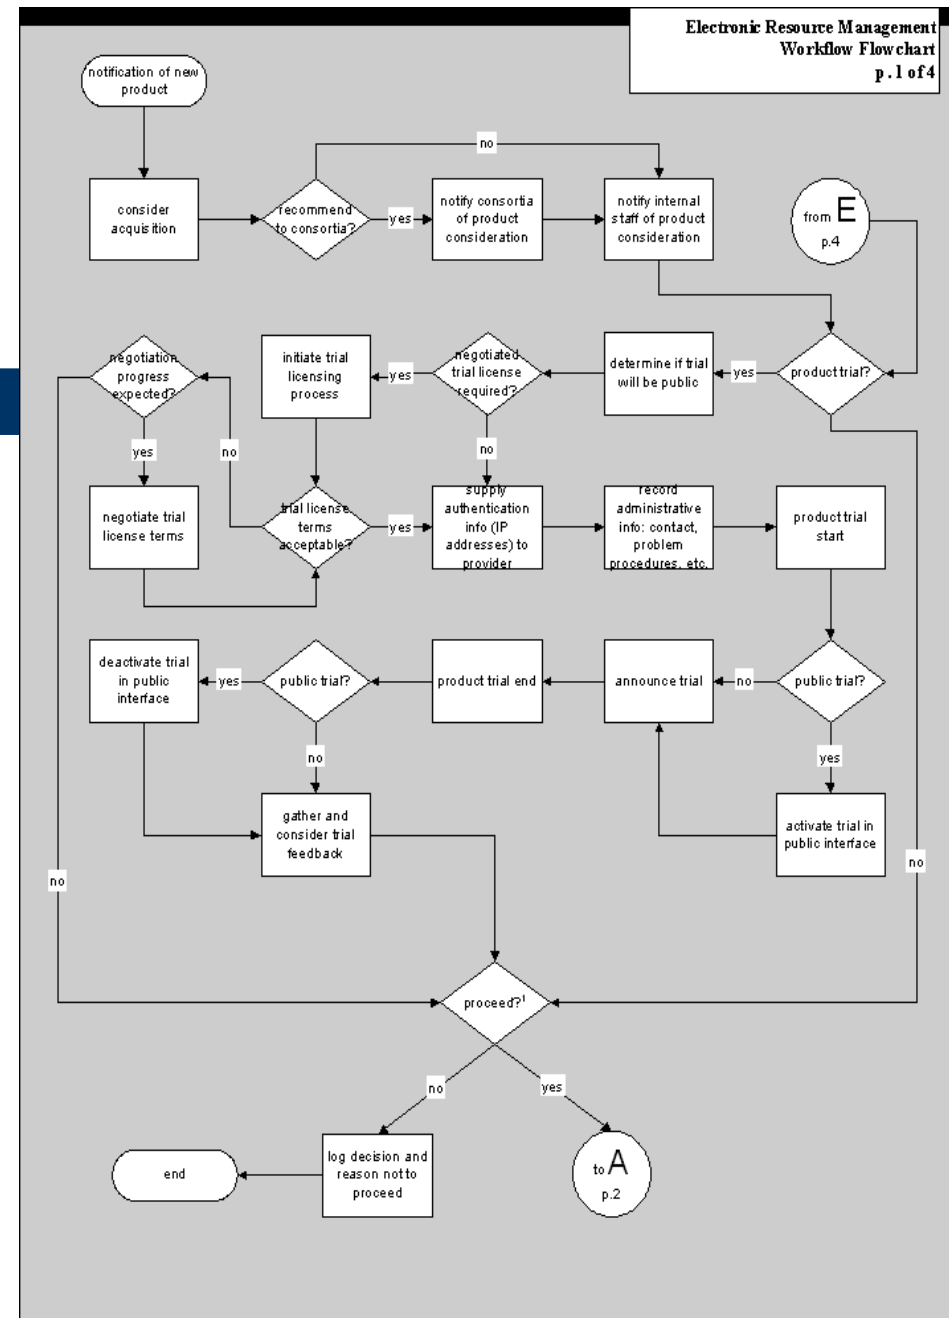 Electronic Resource Management
Workflow Flowchart
p.1 of 4
notification of new
product
no
consider
acquisition
recommend
to consortia?
yes
notify consortia
of product
consideration
notify internal
staff of product
consideration
from E
p.4
negotiation
progress
expected?
initiate trial
licensing
process
yes
negotiated
trial license
required?
determine if trial
will be public
yes
product trial?
yes
no
no
negotiate trial
license terms
trial license
terms
acceptable?
yes
supply
authentication
info (IP
addresses) to
provider
record
administrative
info: contact,
problem
procedures, etc.
product trial
start
deactivate trial
in public
interface
yes
public trial?
product trial end
announce trial
no
public trial?
no
yes
gather and
consider trial
feedback
activate trial in
public interface
no
no
proceed?¹
no
yes
end
log decision and
reason not to
proceed
to A
p.2